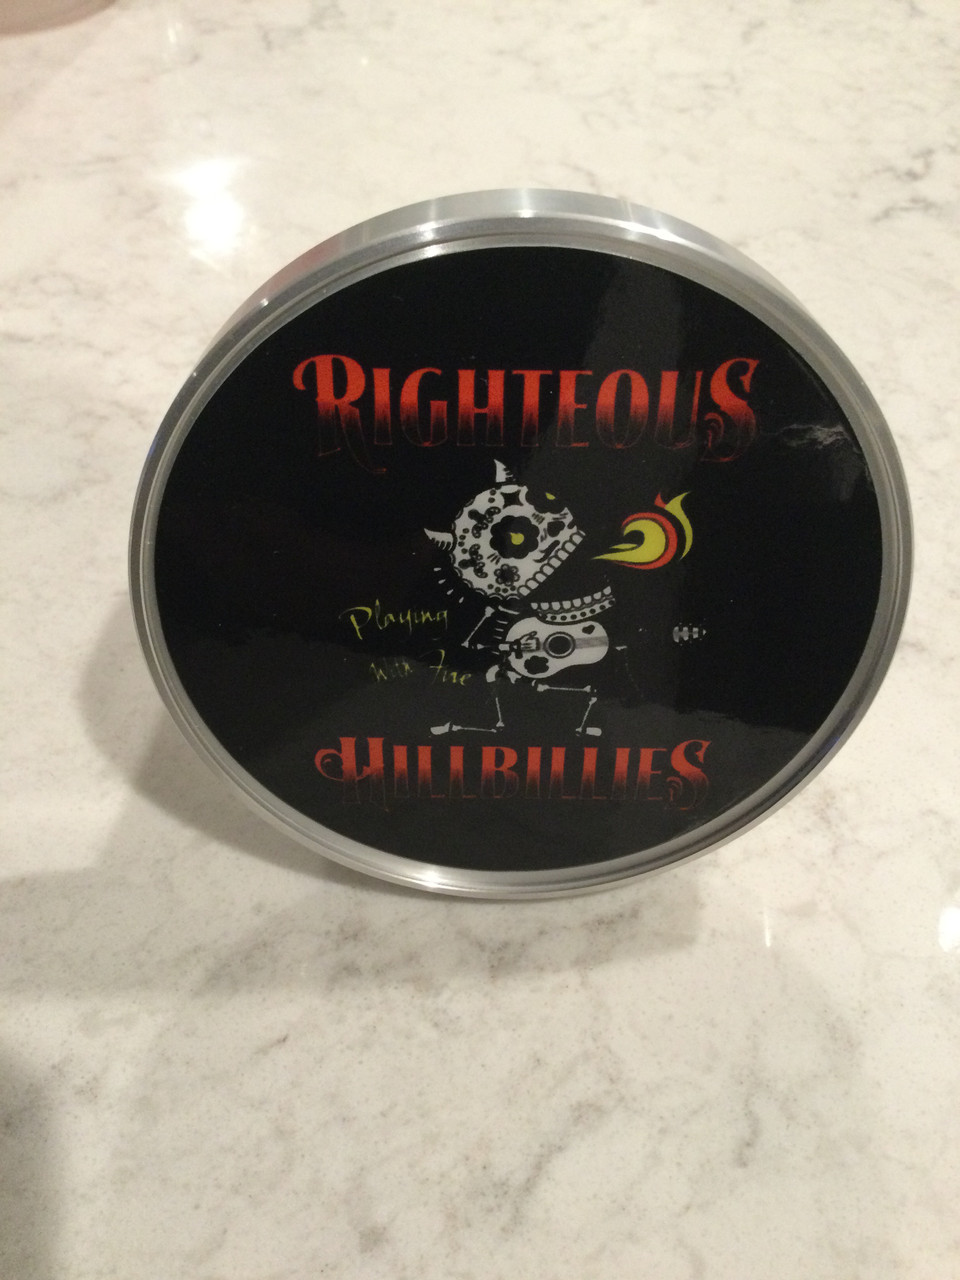 RIGHTEOUS
Playing
With Fire
HILLBILLIES